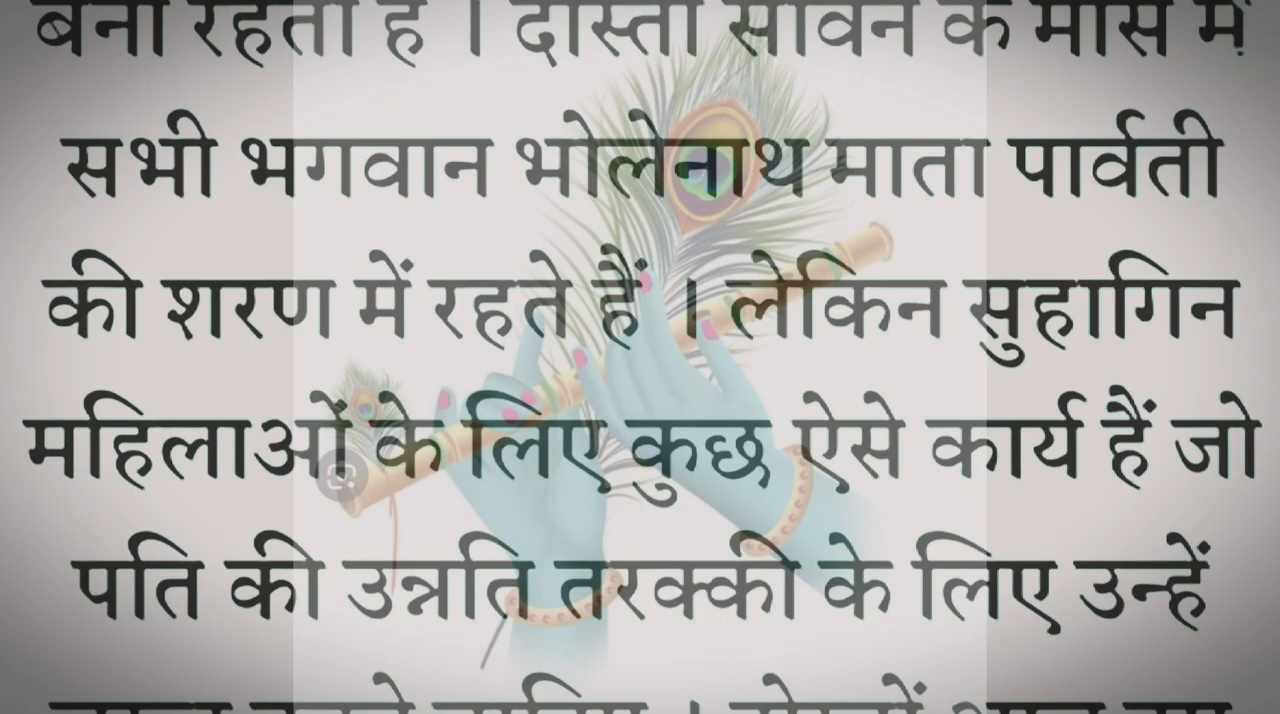 बना रहता है । दोस्तों सावन के मास में
सभी भगवान भोलेनाथ माता पार्वती
की शरण में रहते हैं । लेकिन सुहागिन
महिलाओं के लिए कुछ ऐसे कार्य हैं जो
पति की उन्नति तरक्की के लिए उन्हें